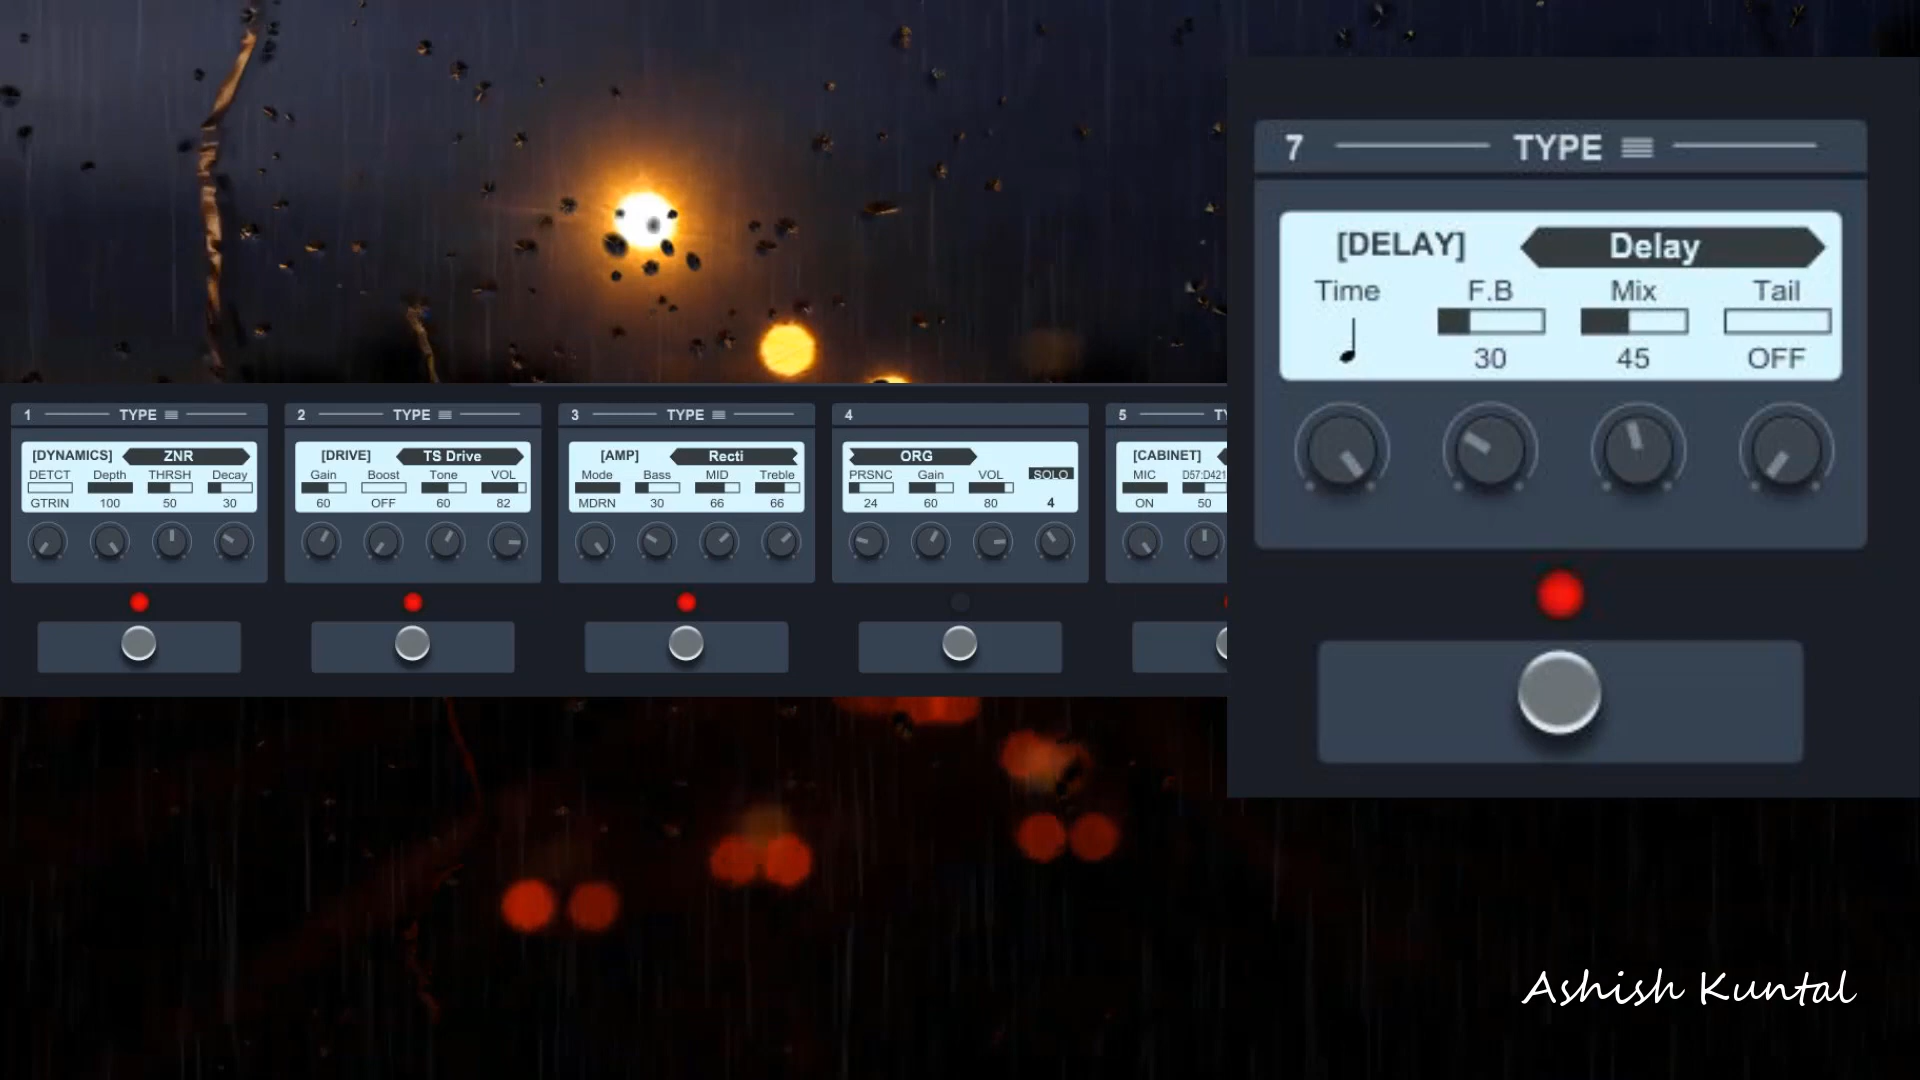 1 TYPE
[DYNAMICS] ZNR
DETCT Depth THRSH Decay
GTRIN 100 50 30
2 TYPE
[DRIVE] TS Drive
Gain Boost Tone VOL
60 OFF 60 82
3 TYPE
[AMP] Recti
Mode Bass MID Treble
MDRN 30 66 66
4
ORG
PRSNC Gain VOL SOLO
24 60 80 4
5
[CABINET]
MIC D57:D421
ON 50
7 TYPE
[DELAY] Delay
Time F.B Mix Tail
30 45 OFF
Ashish Kuntal